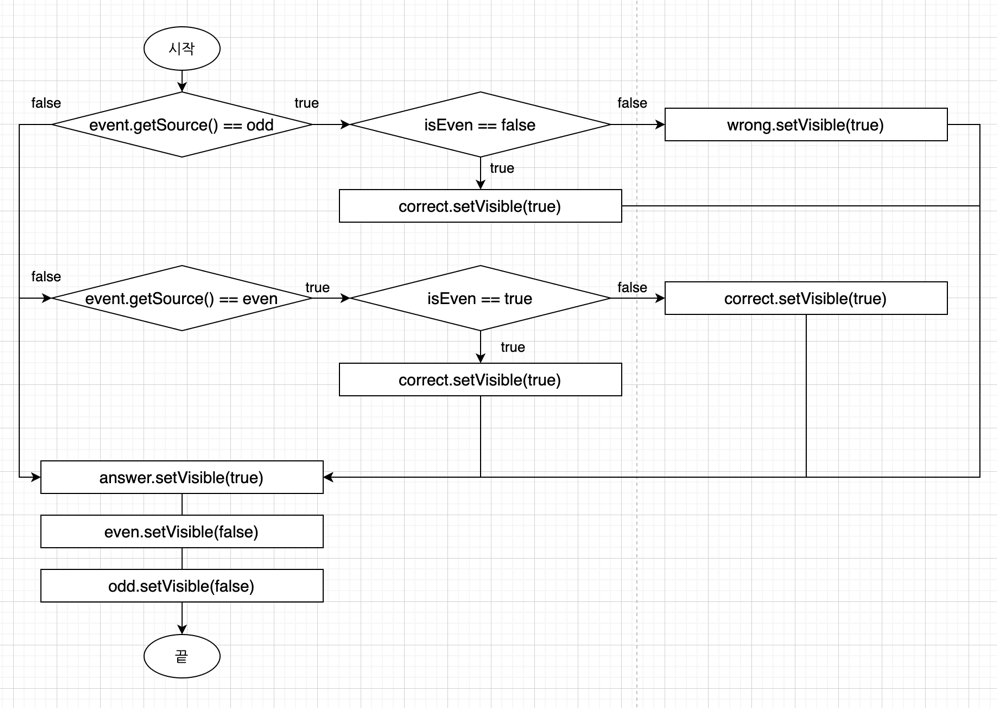 시작
false
true
false
event.getSource() == odd
isEven == false
wrong.setVisible(true)
true
correct.setVisible(true)
false
true
false
event.getSource() == even
isEven == true
correct.setVisible(true)
true
correct.setVisible(true)
answer.setVisible(true)
even.setVisible(false)
odd.setVisible(false)
끝